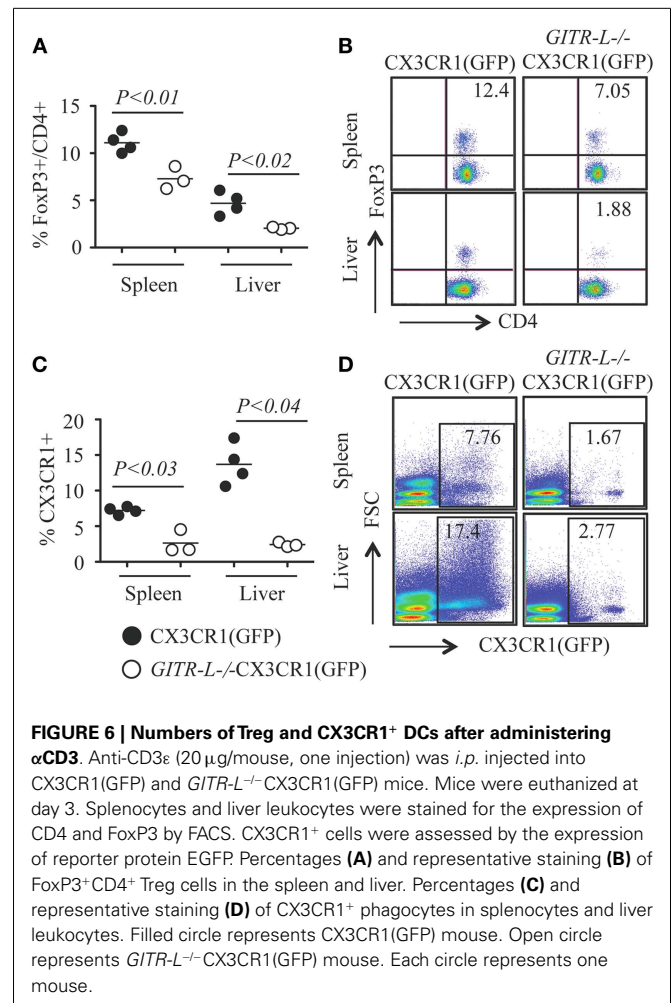 A
P<0.01
P<0.02
% FoxP3+/CD4+
15
10
5
0
Spleen
Liver
B
GITR-L-/-
CX3CR1(GFP) CX3CR1(GFP)
12.4
7.05
Spleen
FoxP3
1.88
Liver
CD4
C
P<0.03
P<0.04
% CX3CR1+
20
15
10
5
0
Spleen
Liver
CX3CR1(GFP)
GITR-L-/-CX3CR1(GFP)
D
GITR-L-/-
CX3CR1(GFP) CX3CR1(GFP)
7.76
1.67
Spleen
FSC
17.4
2.77
Liver
CX3CR1(GFP)
FIGURE 6 | Numbers of Treg and CX3CR1⁺ DCs after administering
αCD3. Anti-CD3ε (20 μg/mouse, one injection) was i.p. injected into
CX3CR1(GFP) and GITR-L⁻/⁻CX3CR1(GFP) mice. Mice were euthanized at
day 3. Splenocytes and liver leukocytes were stained for the expression of
CD4 and FoxP3 by FACS. CX3CR1⁺ cells were assessed by the expression
of reporter protein EGFP. Percentages (A) and representative staining (B) of
FoxP3⁺CD4⁺ Treg cells in the spleen and liver. Percentages (C) and
representative staining (D) of CX3CR1⁺ phagocytes in splenocytes and liver
leukocytes. Filled circle represents CX3CR1(GFP) mouse. Open circle
represents GITR-L⁻/⁻CX3CR1(GFP) mouse. Each circle represents one
mouse.